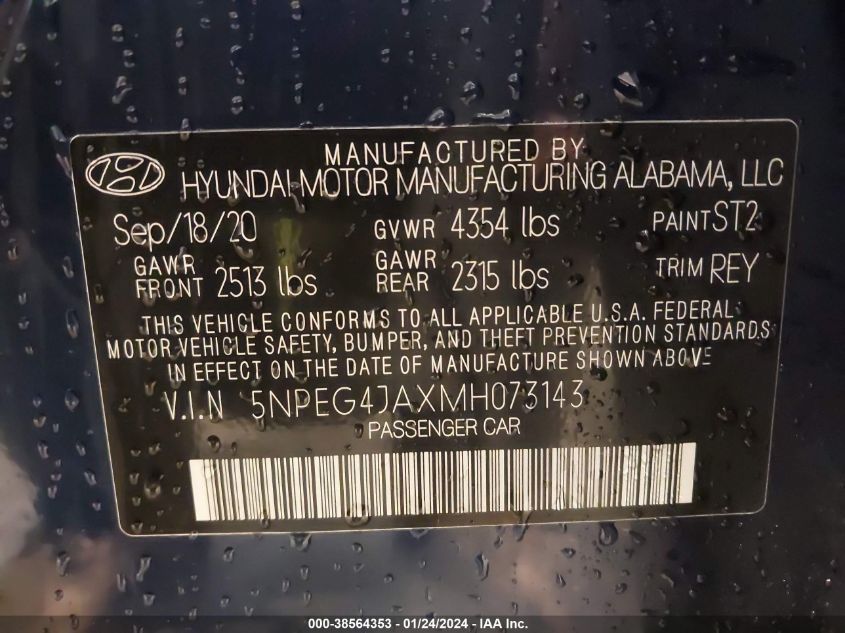 MANUFACTURED BY
HYUNDAI MOTOR MANUFACTURING ALABAMA, LLC
Sep/18/20 GVWR 4354 lbs PAINT ST2
GAWR FRONT 2513 lbs GAWR REAR 2315 lbs TRIM REY
THIS VEHICLE CONFORMS TO ALL APPLICABLE U.S.A. FEDERAL
MOTOR VEHICLE SAFETY, BUMPER, AND THEFT PREVENTION STANDARDS
IN EFFECT ON THE DATE OF MANUFACTURE SHOWN ABOVE
V.I.N 5NPEG4JAXMH073143
PASSENGER CAR
000-38564353 - 01/24/2024 - IAA Inc.